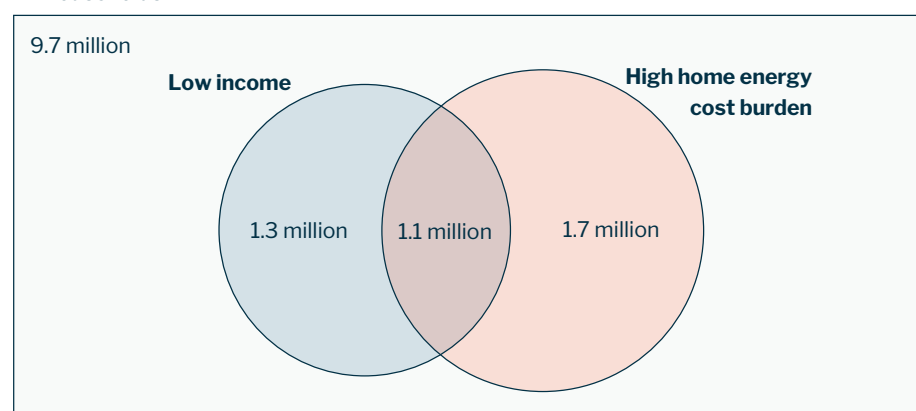 9.7 million
Low income
High home energy
cost burden
1.3 million
1.1 million
1.7 million